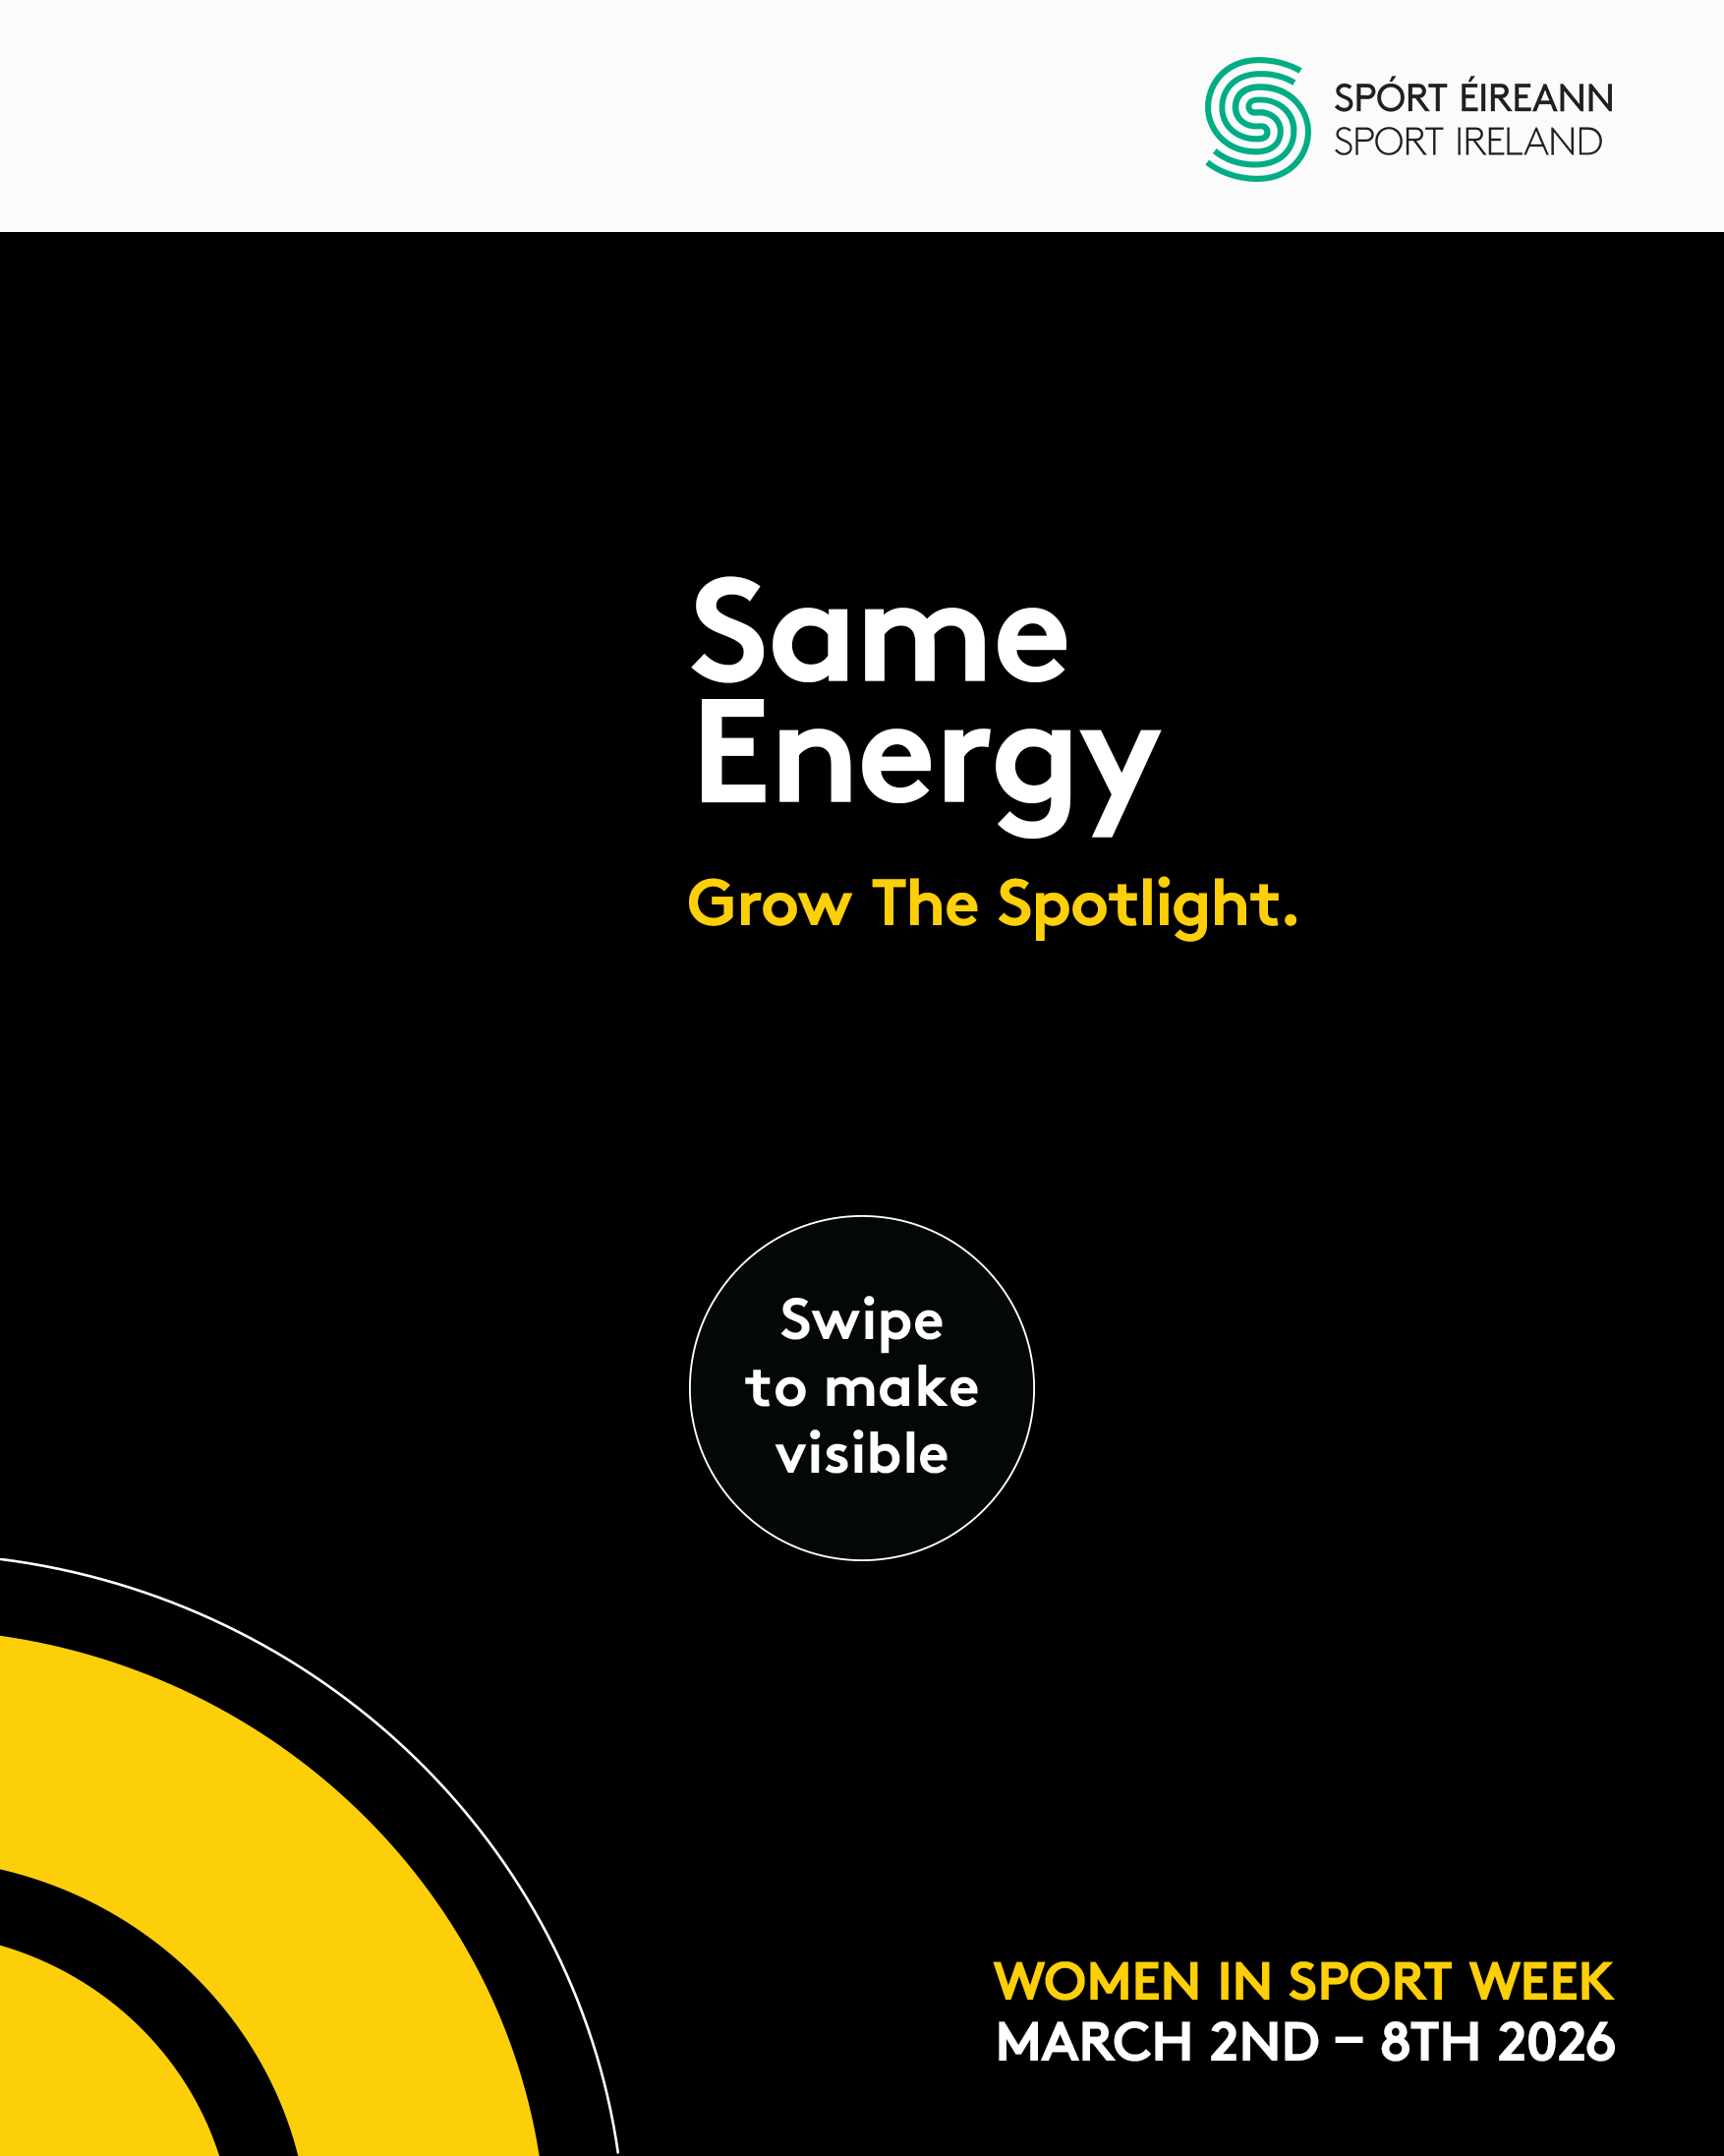 SPÓRT ÉIREANN
SPORT IRELAND
Same
Energy
Grow The Spotlight.
Swipe
to make
visible
WOMEN IN SPORT WEEK
MARCH 2ND – 8TH 2026